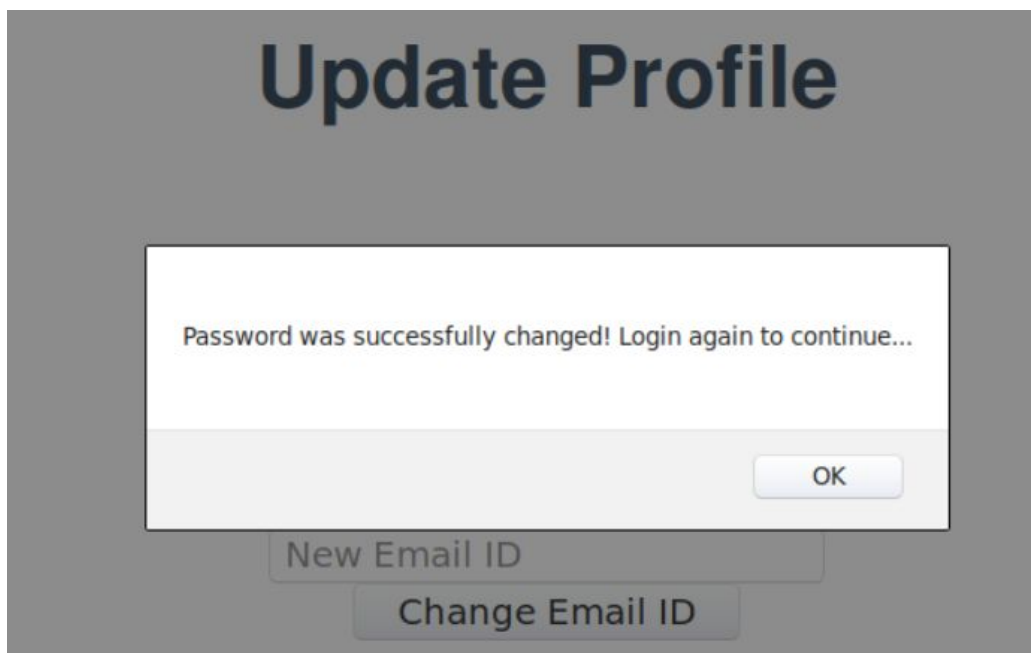 Update Profile
Password was successfully changed! Login again to continue...
OK
New Email ID
Change Email ID